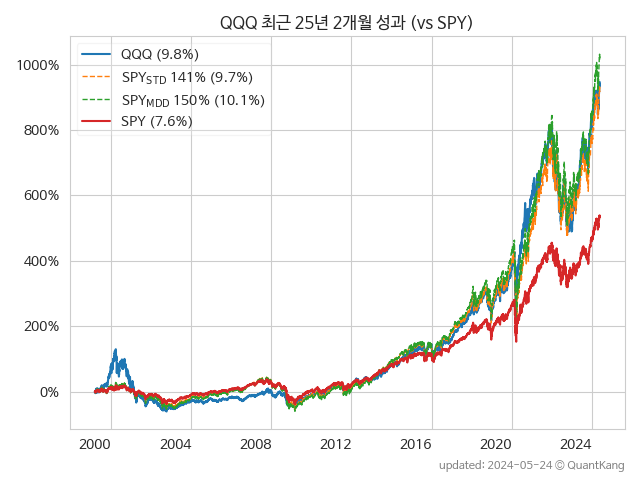 QQQ 최근 25년 2개월 성과 (vs SPY)
QQQ (9.8%)
SPY_STD 141% (9.7%)
SPY_MDD 150% (10.1%)
SPY (7.6%)
1000%
800%
600%
400%
200%
0%
2000 2004 2008 2012 2016 2020 2024
updated: 2024-05-24 © QuantKang